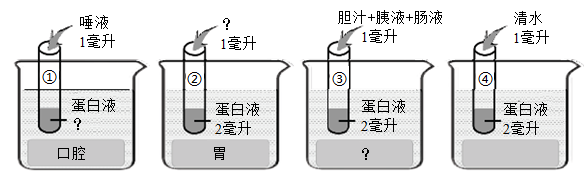 唾液
1毫升
①
蛋白液
?
口腔
?
1毫升
②
蛋白液
2毫升
胃
胆汁+胰液+肠液
1毫升
③
蛋白液
2毫升
?
清水
1毫升
④
蛋白液
2毫升